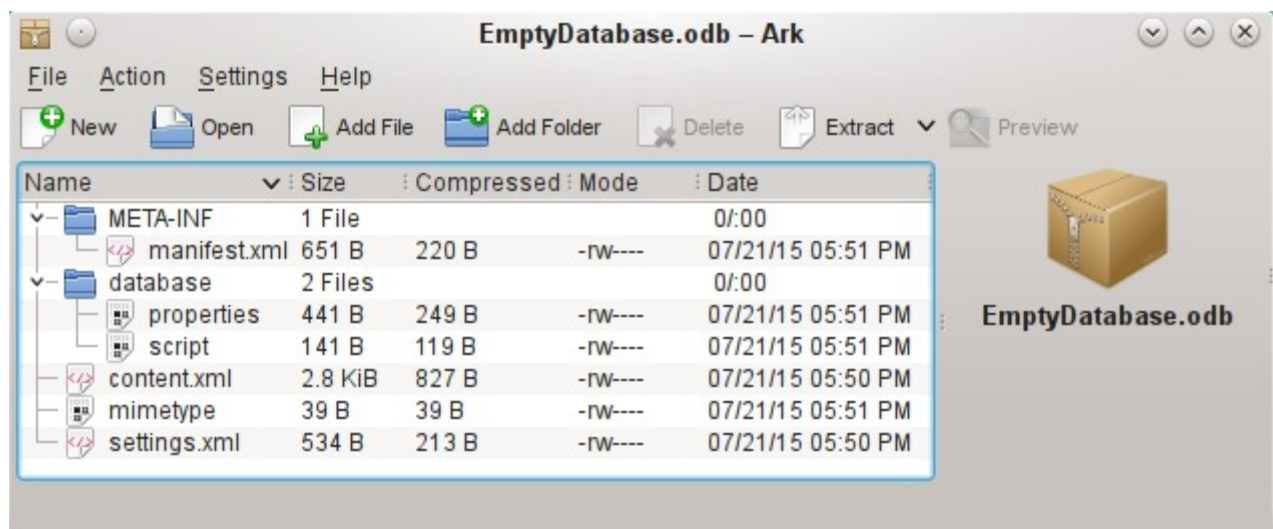 EmptyDatabase.odb – Ark
File Action Settings Help
New Open Add File Add Folder Delete Extract Preview
Name Size Compressed Mode Date
META-INF 1 File 0/:00
manifest.xml 651 B 220 B -rw---- 07/21/15 05:51 PM
database 2 Files 0/:00
properties 441 B 249 B -rw---- 07/21/15 05:51 PM
script 141 B 119 B -rw---- 07/21/15 05:51 PM
content.xml 2.8 KiB 827 B -rw---- 07/21/15 05:50 PM
mimetype 39 B 39 B -rw---- 07/21/15 05:51 PM
settings.xml 534 B 213 B -rw---- 07/21/15 05:50 PM
EmptyDatabase.odb